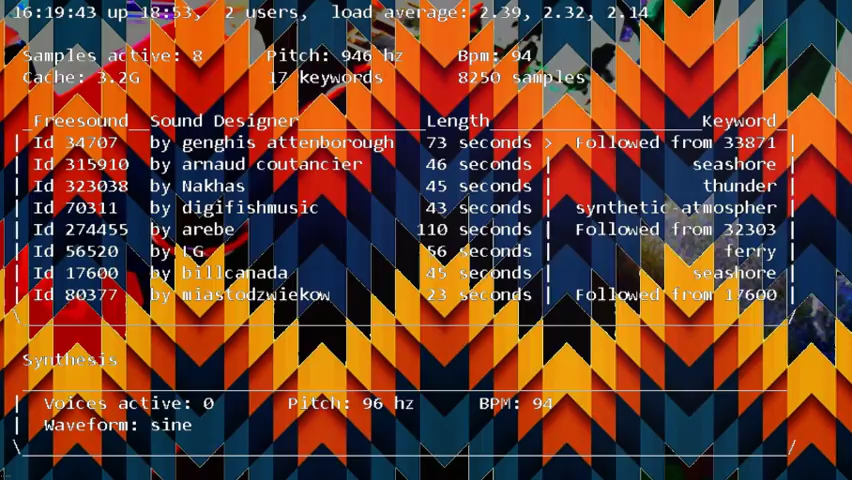 16:19:43 up 18:53, 2 users, load average: 2.39, 2.32, 2.14
Samples active: 8 Pitch: 946 hz Bpm: 94
Cache: 3.2G 17 keywords 8250 samples
Freesound Sound Designer Length Keyword
| Id 34707 by genghis attenborough 73 seconds > Followed from 33871 |
| Id 315910 by arnaud coutancier 46 seconds | seashore |
| Id 323038 by Nakhas 45 seconds | thunder |
| Id 70311 by digifishmusic 43 seconds | synthetic-atmospher |
| Id 274455 by arebe 110 seconds | Followed from 32303 |
| Id 56520 by LG 56 seconds | ferry |
| Id 17600 by billcanada 45 seconds | seashore |
| Id 80377 by miastodzwiekow 23 seconds | Followed from 17600 |
Synthesis
| Voices active: 0 Pitch: 96 hz BPM: 94
| Waveform: sine